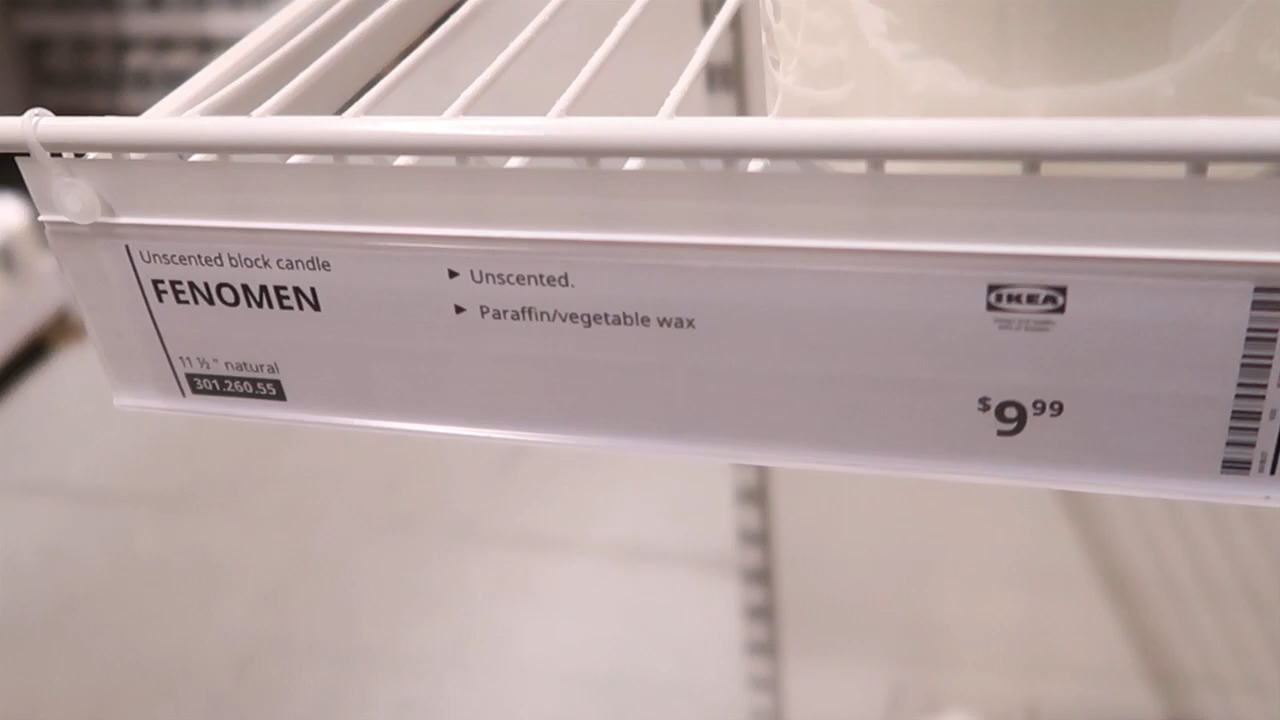 Unscented block candle
FENOMEN
11 ½" natural
301.260.55
Unscented.
Paraffin/vegetable wax
IKEA
$9.99